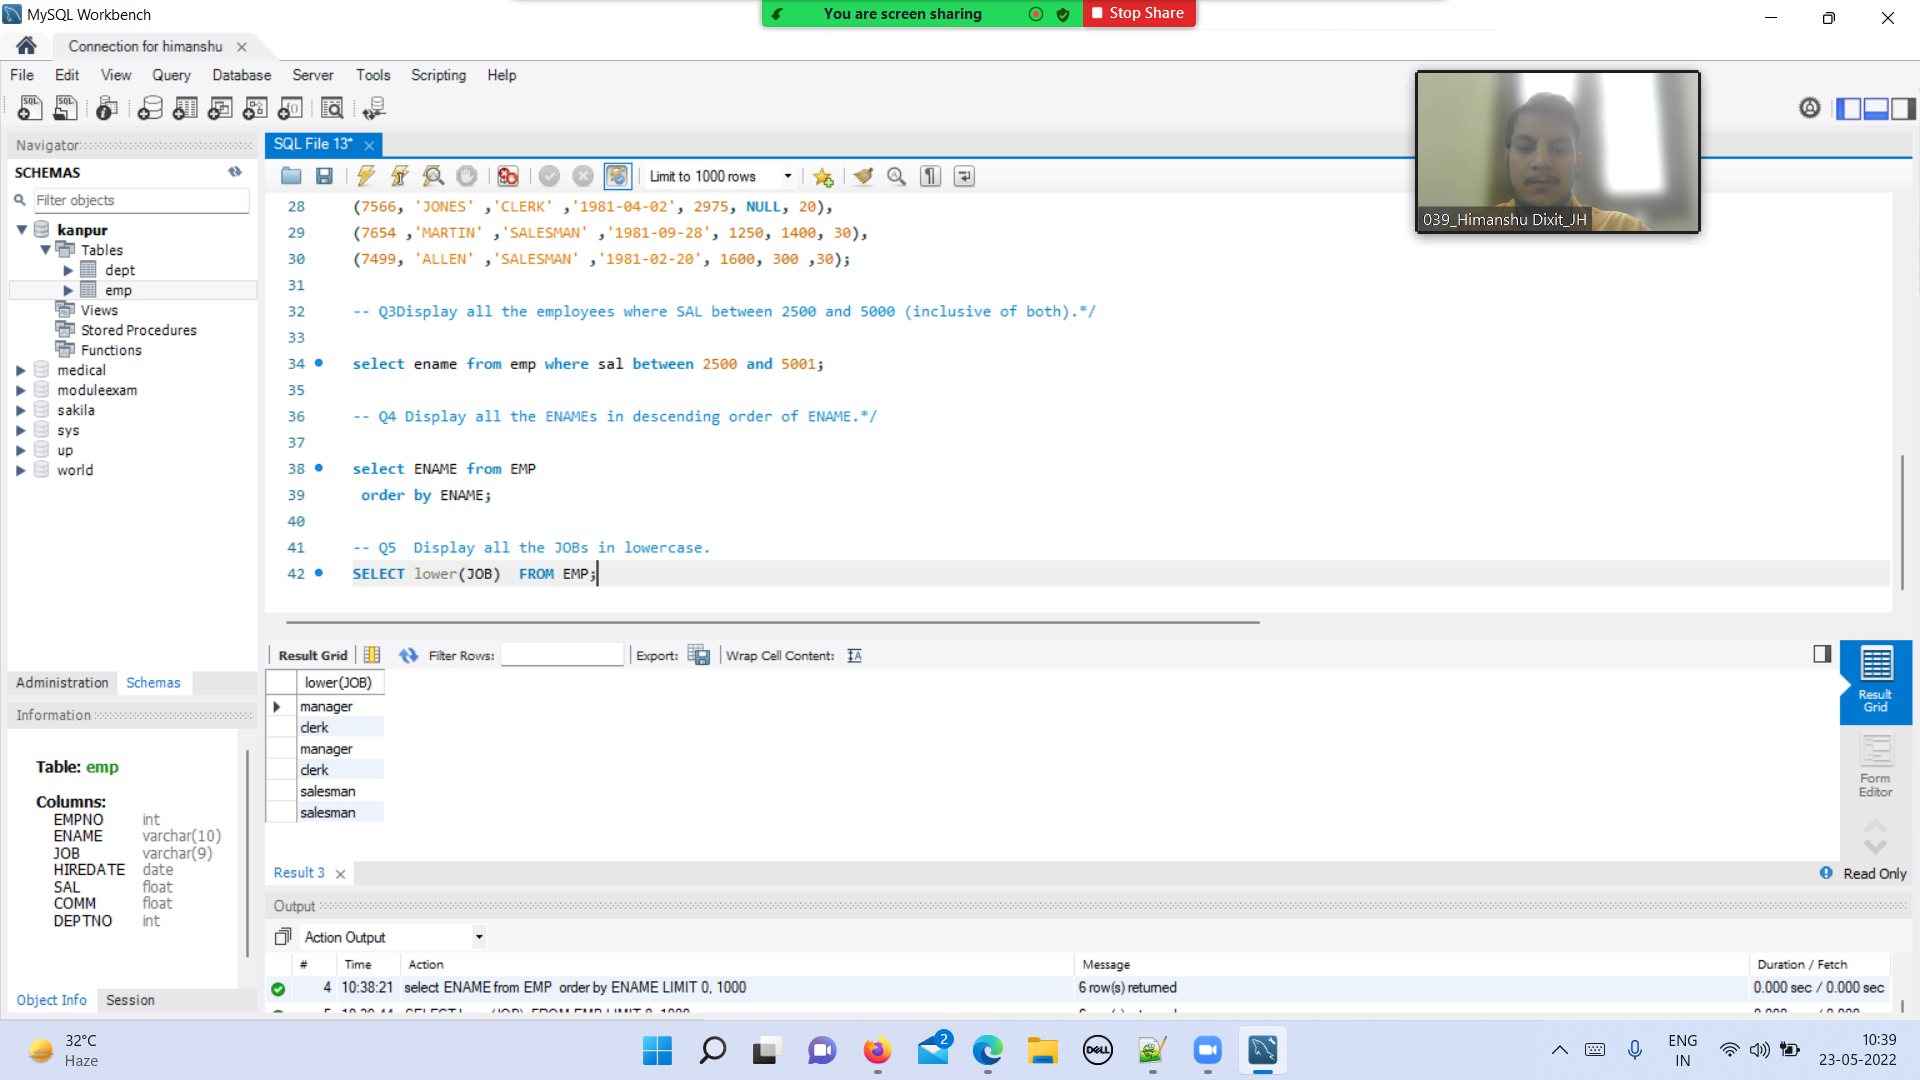 MySQL Workbench
You are screen sharing
Stop Share
Connection for himanshu
File Edit View Query Database Server Tools Scripting Help
Navigator
SQL File 13*
SCHEMAS
Limit to 1000 rows
Filter objects
kanpur
Tables
dept
emp
Views
Stored Procedures
Functions
medical
moduleexam
sakila
sys
up
world
28 (7566, 'JONES' ,'CLERK' ,'1981-04-02', 2975, NULL, 20),
29 (7654 ,'MARTIN' ,'SALESMAN' ,'1981-09-28', 1250, 1400, 30),
30 (7499, 'ALLEN' ,'SALESMAN' ,'1981-02-20', 1600, 300 ,30);
31
32 -- Q3Display all the employees where SAL between 2500 and 5000 (inclusive of both).*/
33
34 select ename from emp where sal between 2500 and 5001;
35
36 -- Q4 Display all the ENAMEs in descending order of ENAME.*/
37
38 select ENAME from EMP
39 order by ENAME;
40
41 -- Q5 Display all the JOBs in lowercase.
42 SELECT lower(JOB) FROM EMP;
039_Himanshu Dixit_JH
Result Grid Filter Rows: Export: Wrap Cell Content:
lower(JOB)
manager
clerk
manager
clerk
salesman
salesman
Result
Grid
Form
Editor
Administration Schemas
Information
Table: emp
Columns:
EMPNO int
ENAME varchar(10)
JOB varchar(9)
HIREDATE date
SAL float
COMM float
DEPTNO int
Object Info Session
Result 3
Read Only
Output
Action Output
# Time Action Message Duration / Fetch
4 10:38:21 select ENAME from EMP order by ENAME LIMIT 0, 1000 6 row(s) returned 0.000 sec / 0.000 sec
32°C
Haze
2
DELL
ENG
IN
10:39
23-05-2022